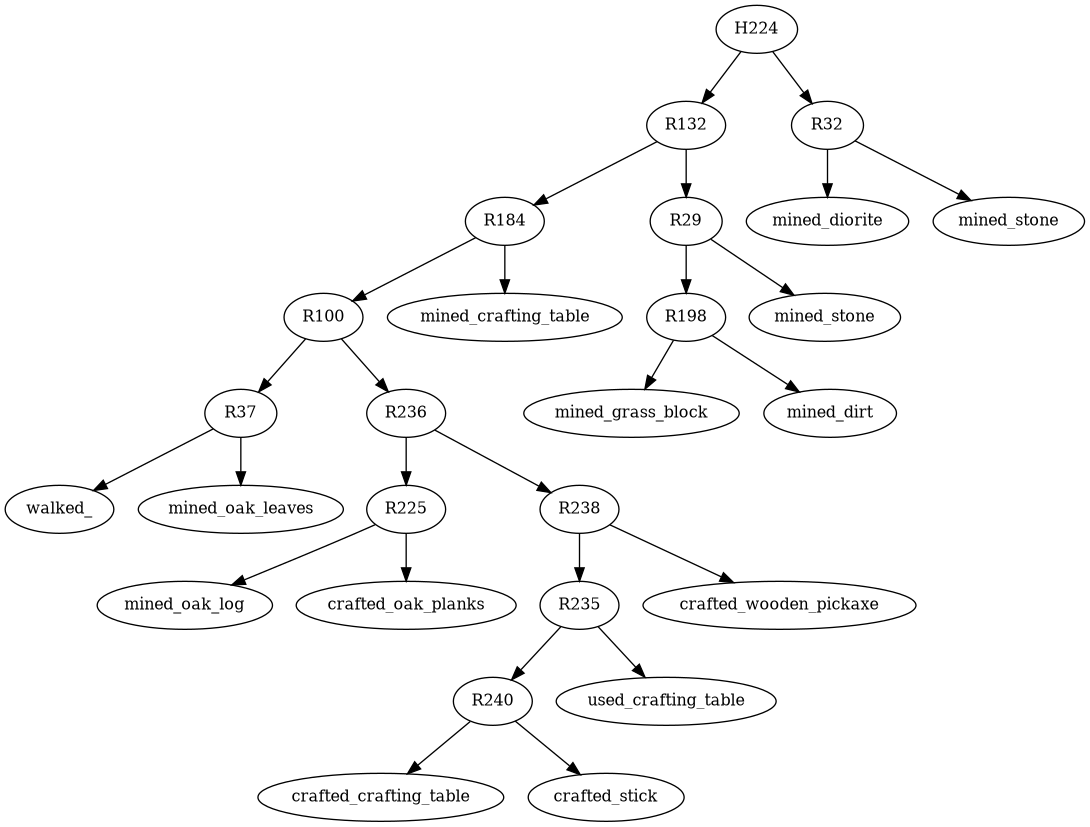 H224
R132
R32
R184
R29
mined_diorite
mined_stone
R100
mined_crafting_table
R198
mined_stone
R37
R236
mined_grass_block
mined_dirt
walked_
mined_oak_leaves
R225
R238
mined_oak_log
crafted_oak_planks
R235
crafted_wooden_pickaxe
R240
used_crafting_table
crafted_crafting_table
crafted_stick